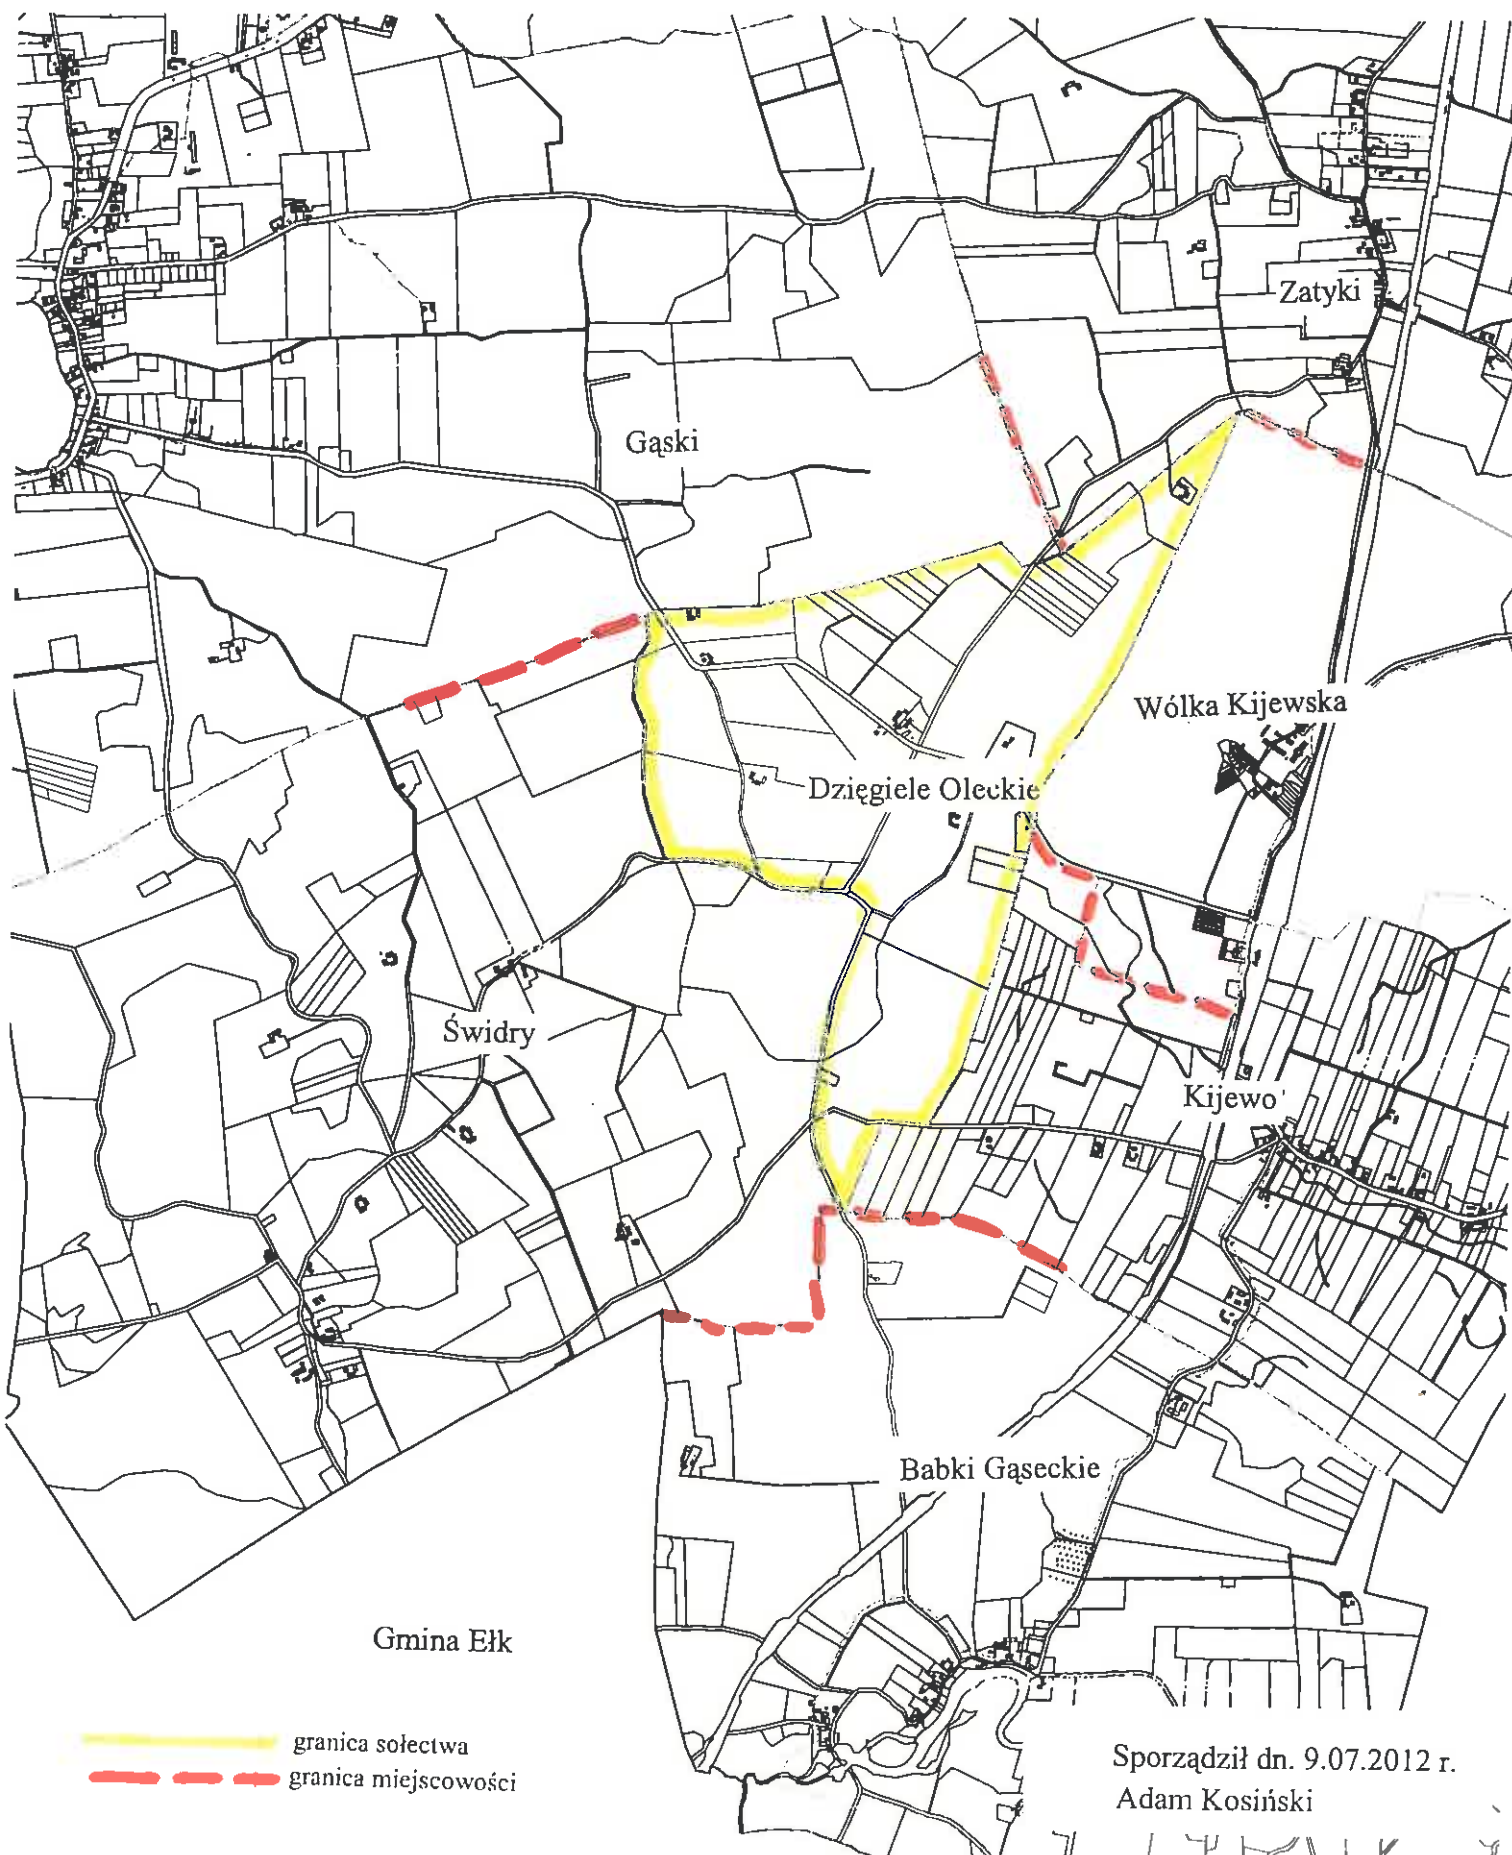 Zatyki
Gąski
Wólka Kijewska
Dzięgiele Oleckie
Świdry
Kijewo
Babki Gąseckie
Gmina Ełk
granica sołectwa
granica miejscowości
Sporządził dn. 9.07.2012 r.
Adam Kosiński